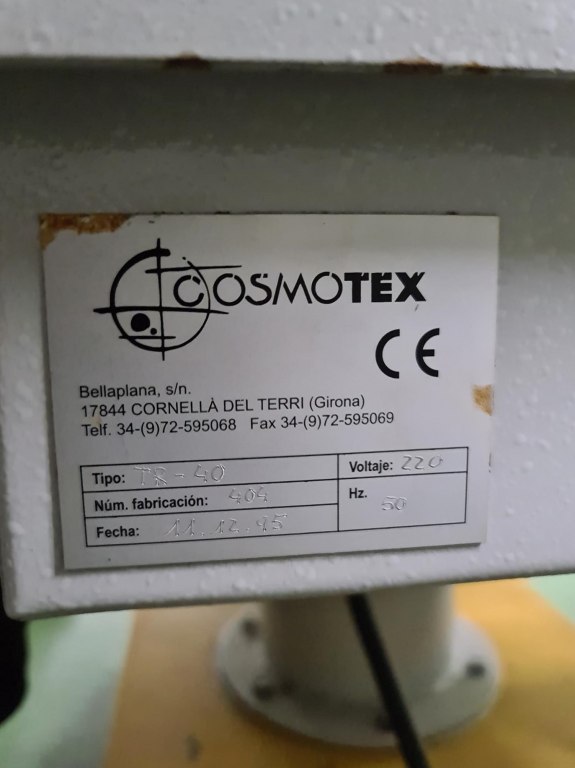 COSMOTEX
CE
Bellaplana, s/n.
17844 CORNELLÀ DEL TERRI (Girona)
Telf. 34-(9)72-595068 Fax 34-(9)72-595069
Tipo: TR-40 Voltaje: 220
Núm. fabricación: 404 Hz. 50
Fecha: 11.12.95